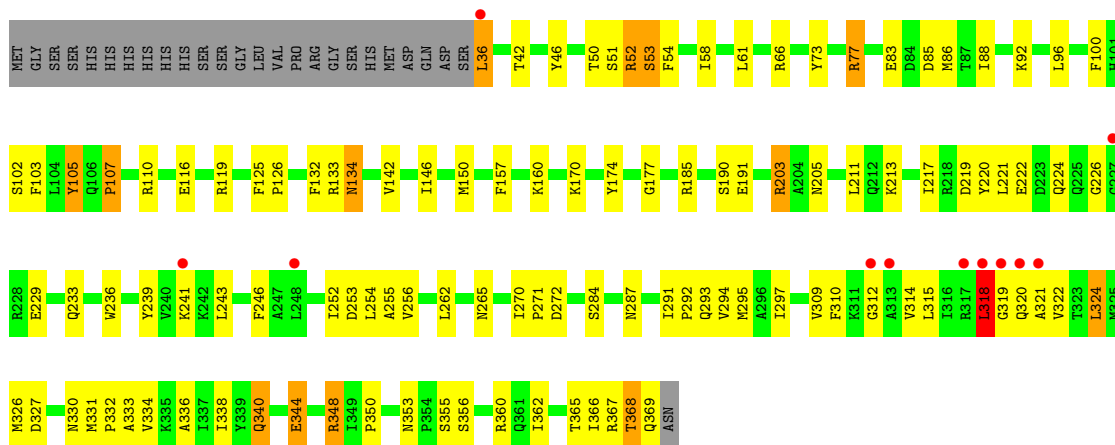 MET GLY SER SER HIS HIS HIS HIS HIS HIS SER SER GLY LEU VAL PRO ARG GLY SER HIS MET ASP GLN ASP SER L36 T42 Y46 T50 S51 R52 S53 F54 I58 L61 R66 Y73 R77 E83 D84 D85 M86 T87 I88 K92 L96 F100 H101
S102 F103 L104 Y105 Q106 P107 R110 E116 R119 F125 P126 F132 R133 N134 V142 I146 M150 F157 K160 K170 Y174 G177 R185 S190 E191 R203 A204 N205 L211 Q212 K213 I217 R218 D219 Y220 L221 E222 D223 Q224 Q225 G226 G227
R228 E229 Q233 W236 Y239 V240 K241 K242 L243 F246 A247 L248 I252 D253 L254 A255 V256 L262 N265 I270 P271 D272 S284 N287 I291 P292 Q293 V294 M295 A296 I297 V309 F310 K311 G312 A313 V314 L315 I316 R317 L318 G319 Q320 A321 V322 T323 L324 M325
M326 D327 N330 M331 P332 A333 V334 K335 A336 I337 I338 Y339 Q340 E344 R348 I349 P350 N353 P354 S355 S356 R360 Q361 I362 T365 I366 R367 T368 Q369 ASN